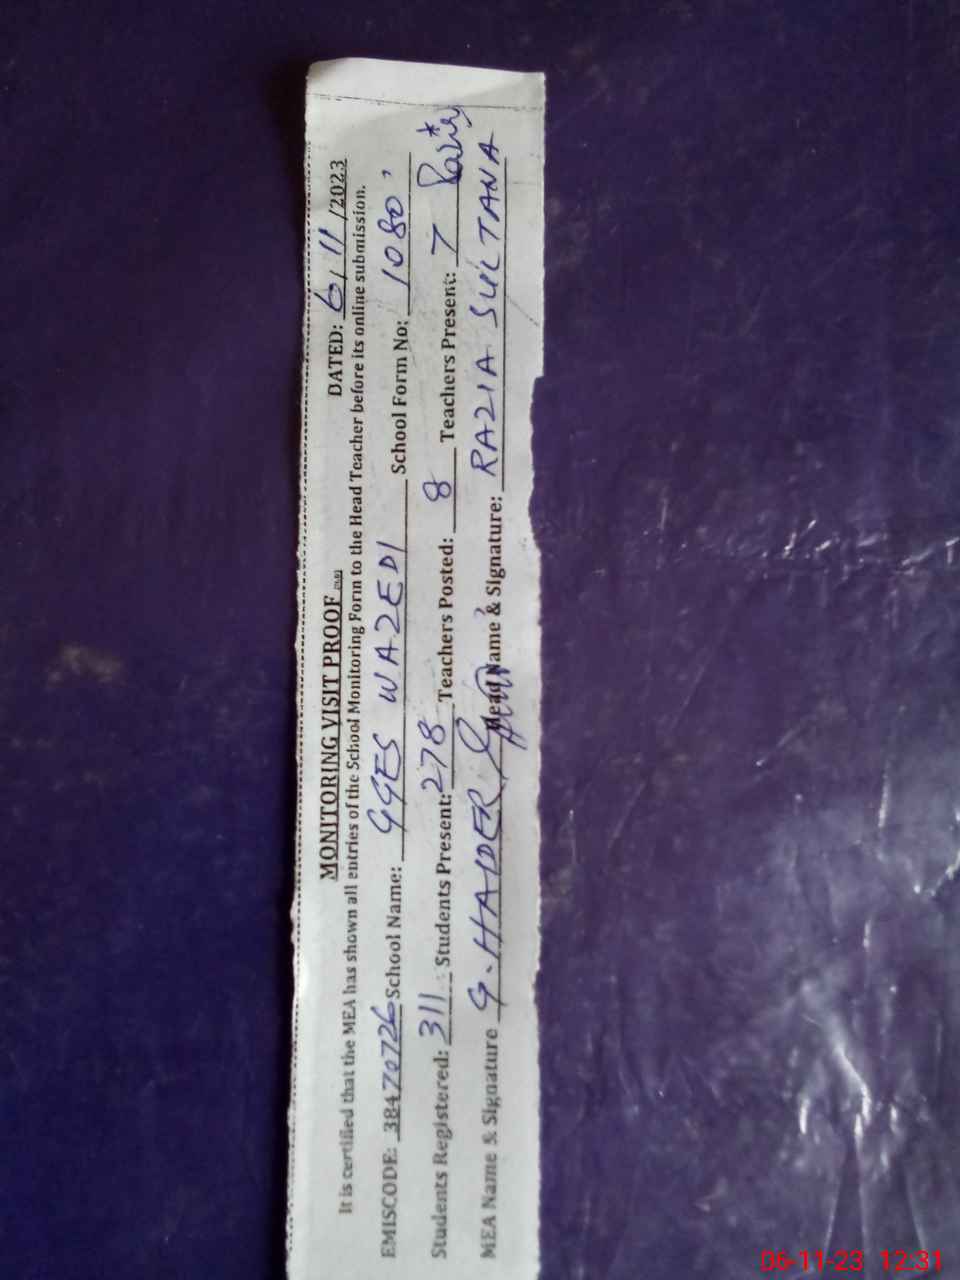 MONITORING VISIT PROOF DATED: 6/11/2023
It is certified that the MEA has shown all entries of the School Monitoring Form to the Head Teacher before its online submission.
EMISCODE: 38470726 School Name: GGES WAZEDI School Form No: 1080
Students Registered: 311 Students Present: 278 Teachers Posted: 8 Teachers Present: 7
MEA Name & Signature G. HAIDER Head Name & Signature: RAZIA SULTANA
06-11-23 12:31